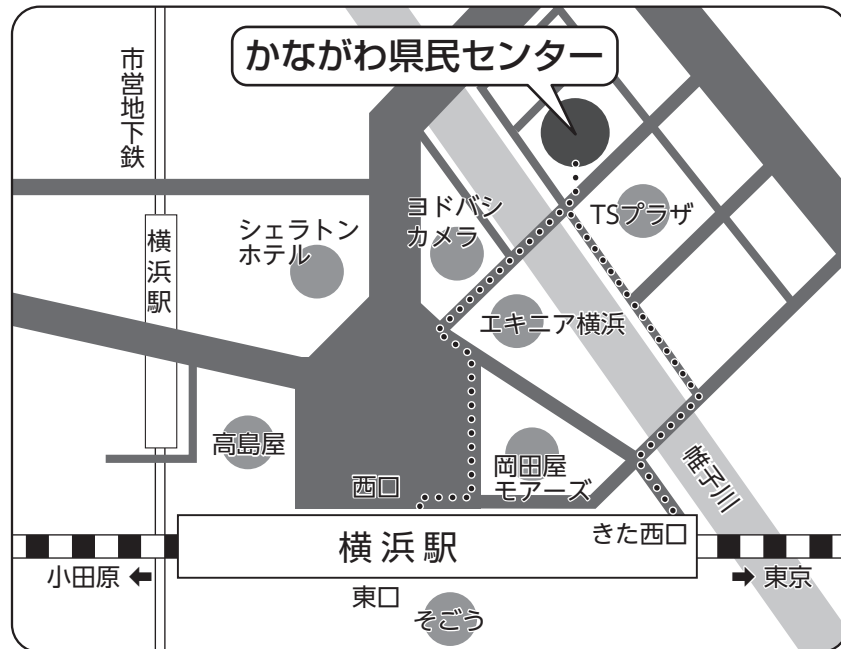 かながわ県民センター
市営地下鉄
横浜駅
シェラトン
ホテル
ヨドバシ
カメラ
TSプラザ
エキニア横浜
高島屋
岡田屋
モアーズ
帷子川
西口
きた西口
横浜駅
小田原
東京
東口
そごう